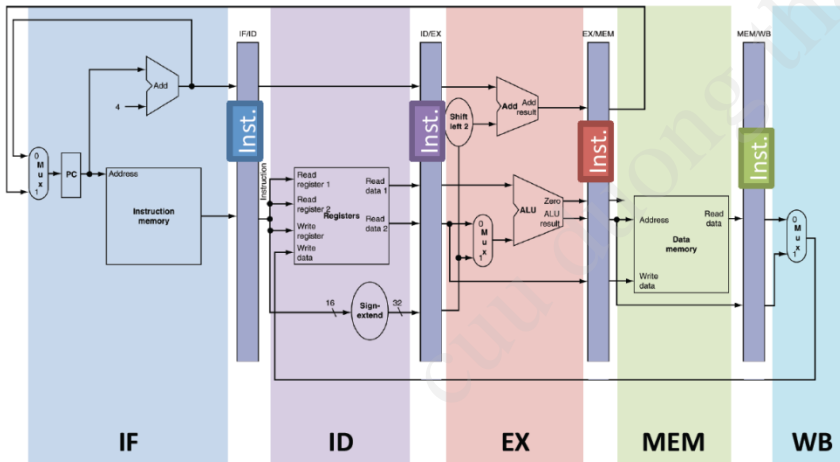 IF/ID
ID/EX
EX/MEM
MEM/WB
Add
4
Inst.
Inst.
Inst.
Inst.
Shift
left 2
Add
Add
result
0
M
u
x
1
PC
Address
Instruction
memory
Instruction
Read
register 1
Read
register 2
Write
register
Write
data
Registers
Read
data 1
Read
data 2
16
Sign-
extend
32
0
M
u
x
1
ALU
Zero
ALU
result
Address
Write
data
Data
memory
Read
data
0
M
u
x
1
cuu duong th
IF
ID
EX
MEM
WB